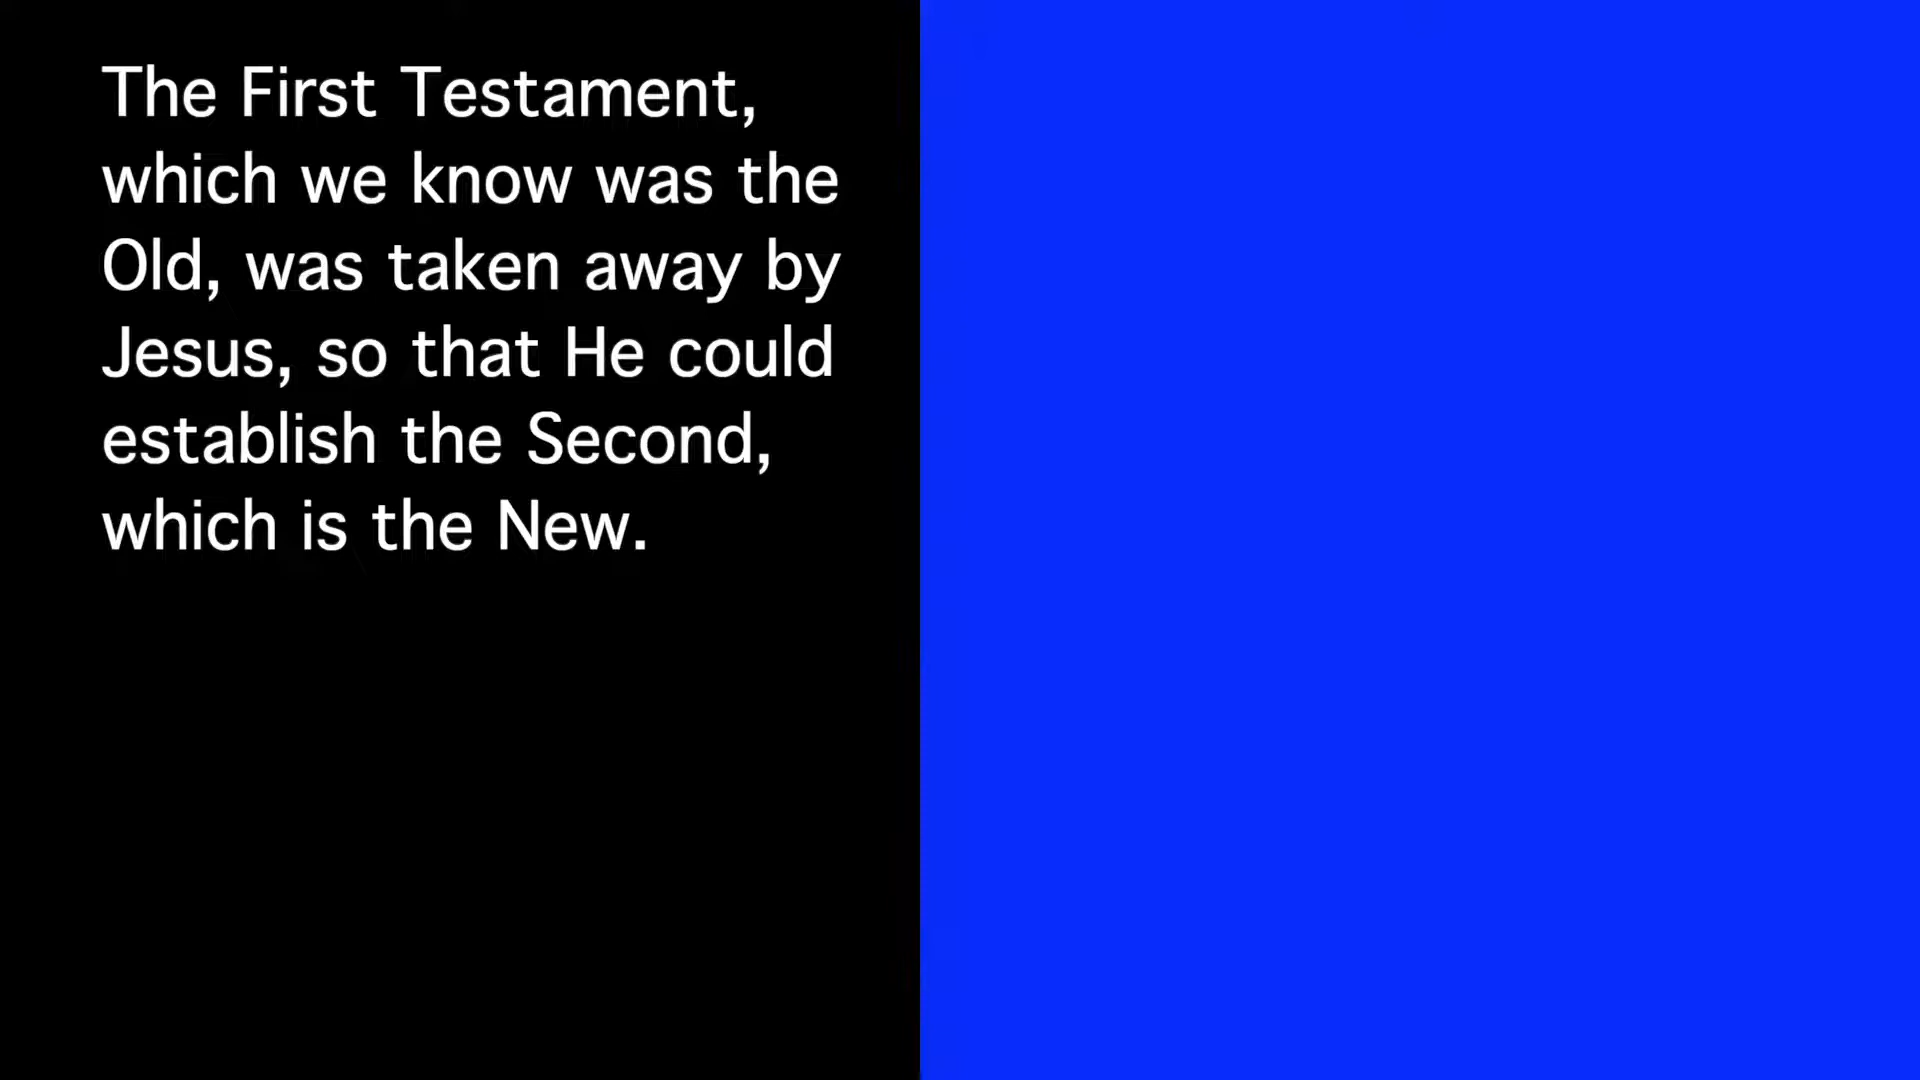 The First Testament,
which we know was the
Old, was taken away by
Jesus, so that He could
establish the Second,
which is the New.